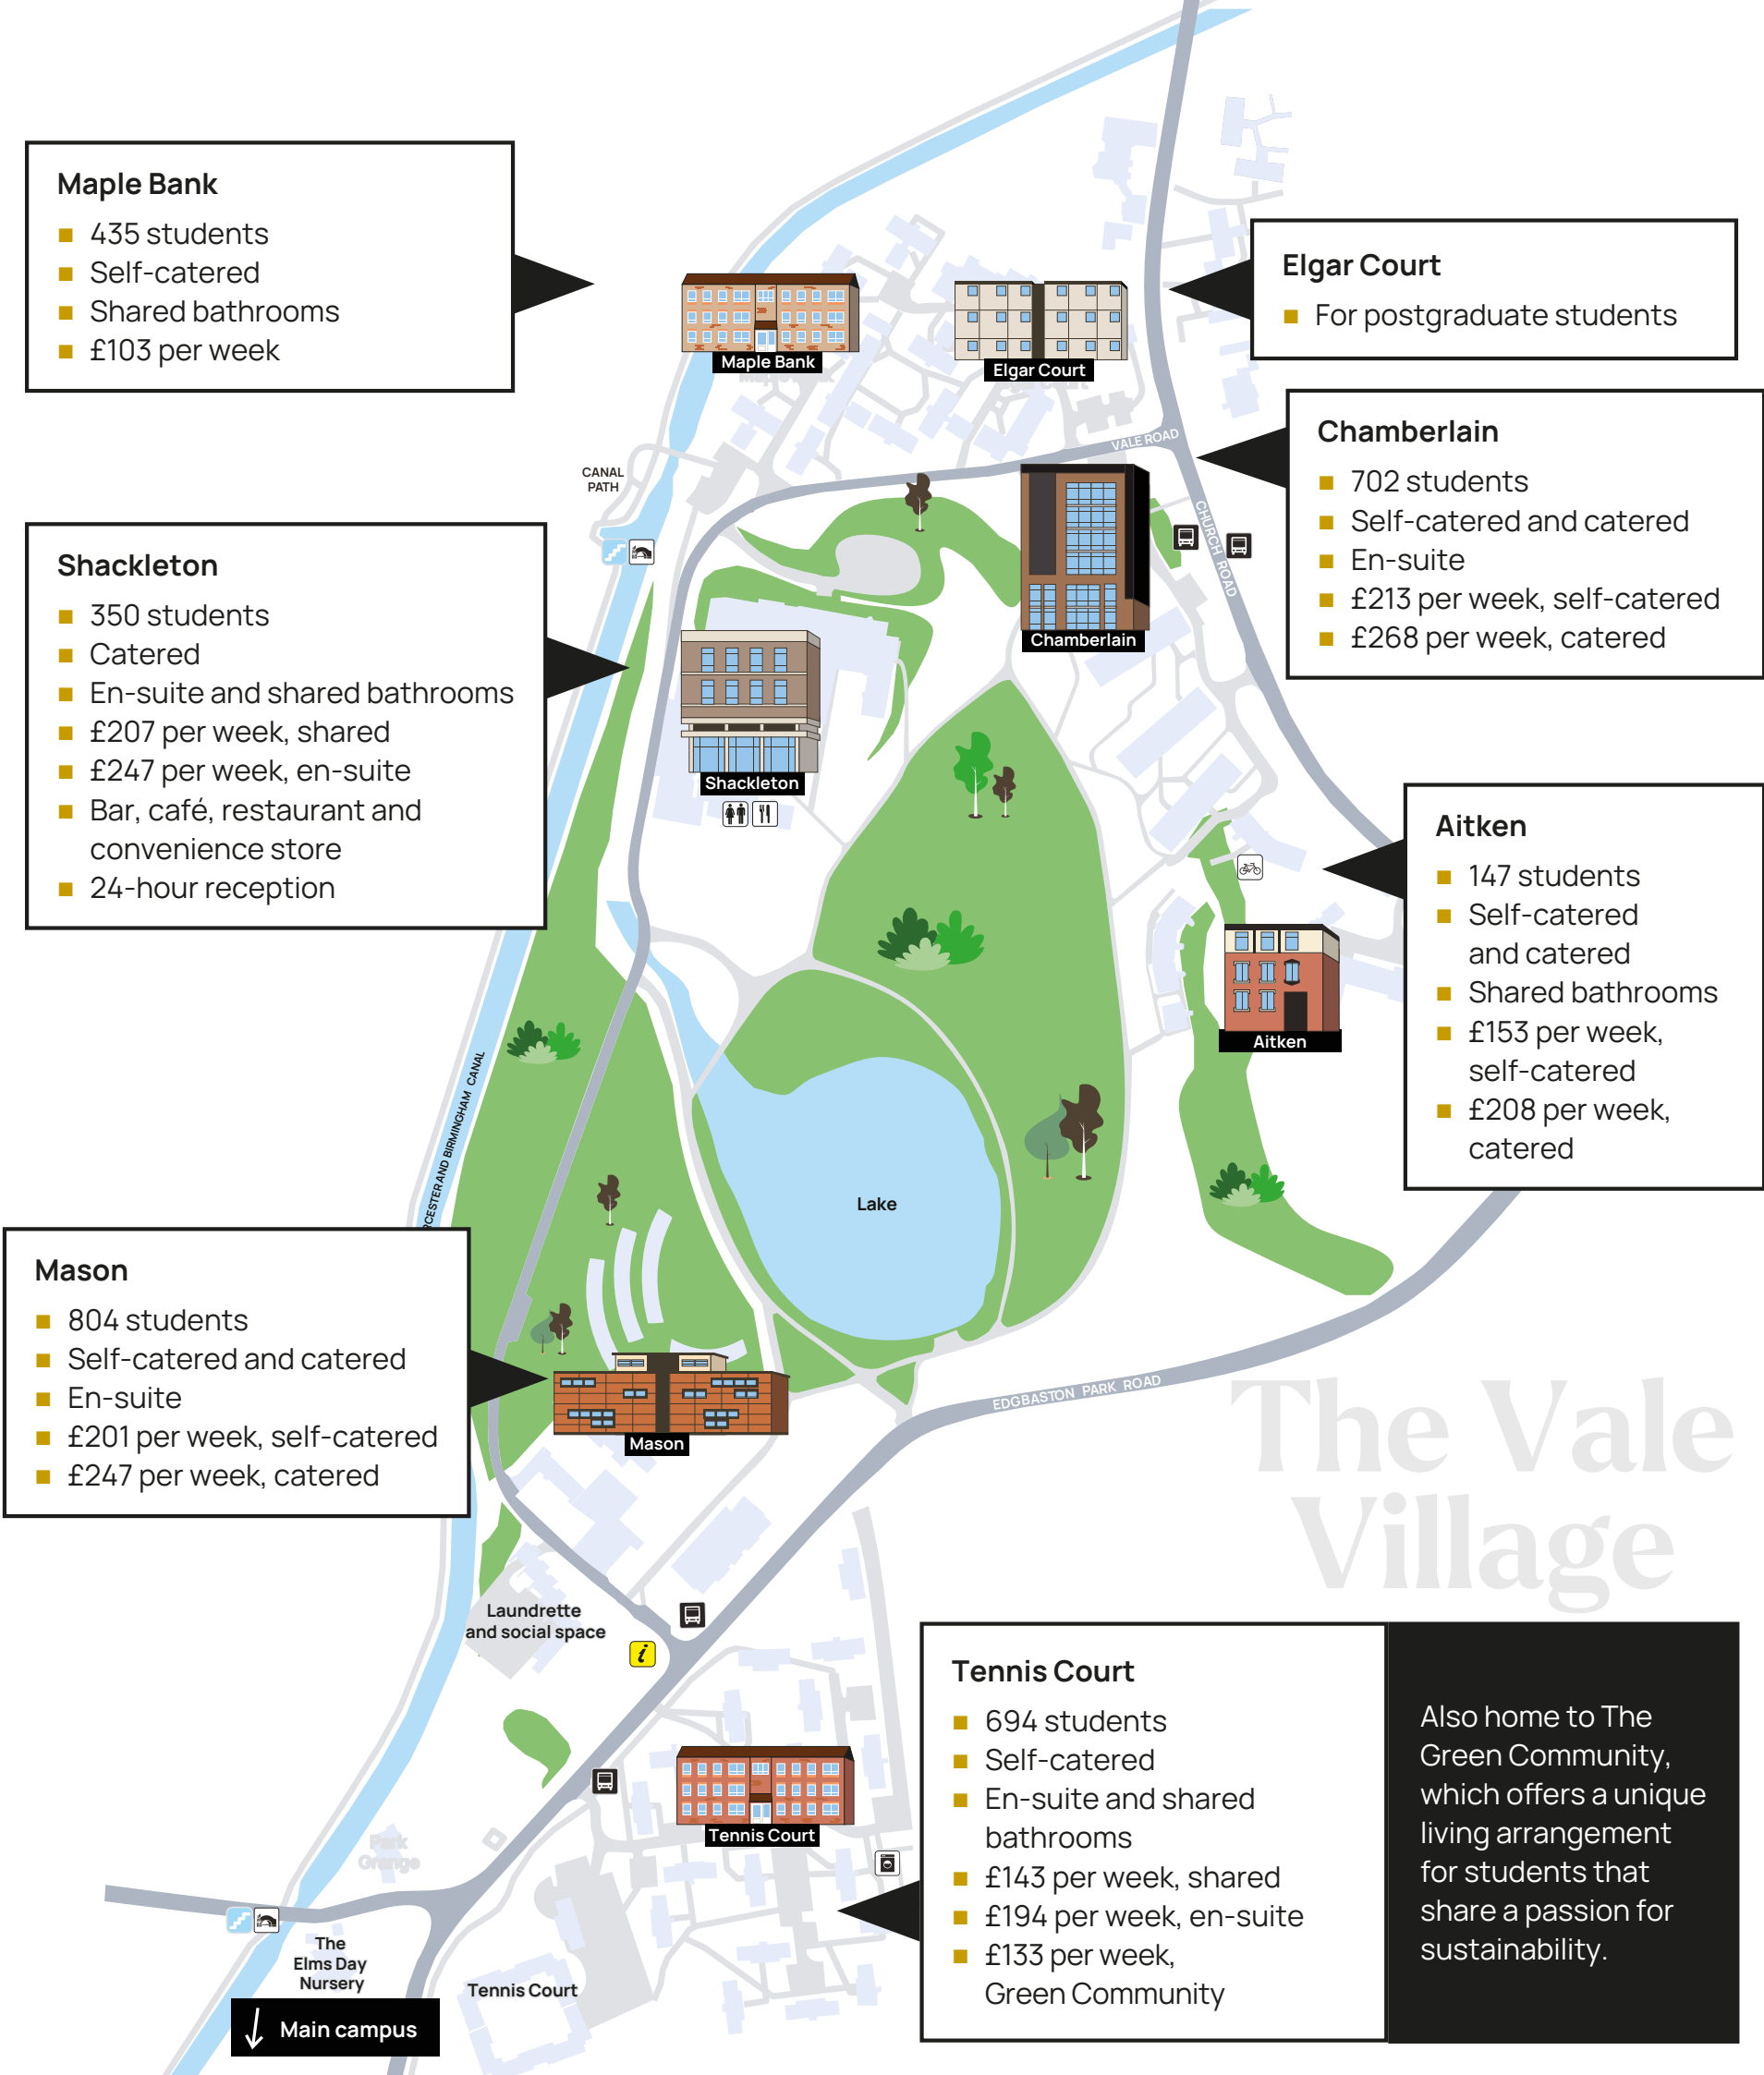 Maple Bank
435 students
Self-catered
Shared bathrooms
£103 per week
Elgar Court
For postgraduate students
Maple Bank
Elgar Court
Chamberlain
702 students
Self-catered and catered
En-suite
£213 per week, self-catered
£268 per week, catered
VALE ROAD
CANAL
PATH
CHURCH ROAD
Shackleton
350 students
Catered
En-suite and shared bathrooms
£207 per week, shared
£247 per week, en-suite
Bar, café, restaurant and
convenience store
24-hour reception
Chamberlain
Shackleton
Aitken
147 students
Self-catered
and catered
Shared bathrooms
£153 per week,
self-catered
£208 per week,
catered
Aitken
RCESTER AND BIRMINGHAM CANAL
Lake
Mason
804 students
Self-catered and catered
En-suite
£201 per week, self-catered
£247 per week, catered
Mason
EDGBASTON PARK ROAD
The Vale
Village
Laundrette
and social space
i
Tennis Court
694 students
Self-catered
En-suite and shared
bathrooms
£143 per week, shared
£194 per week, en-suite
£133 per week,
Green Community
Also home to The
Green Community,
which offers a unique
living arrangement
for students that
share a passion for
sustainability.
Tennis Court
Park
Grange
The
Elms Day
Nursery
Tennis Court
Main campus